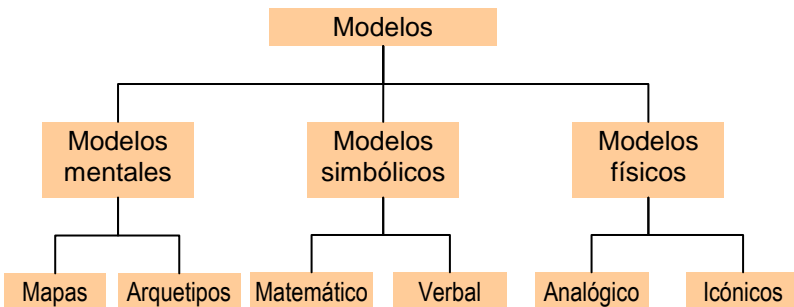 Modelos
Modelos
mentales
Modelos
simbólicos
Modelos
físicos
Mapas
Arquetipos
Matemático
Verbal
Analógico
Icónicos